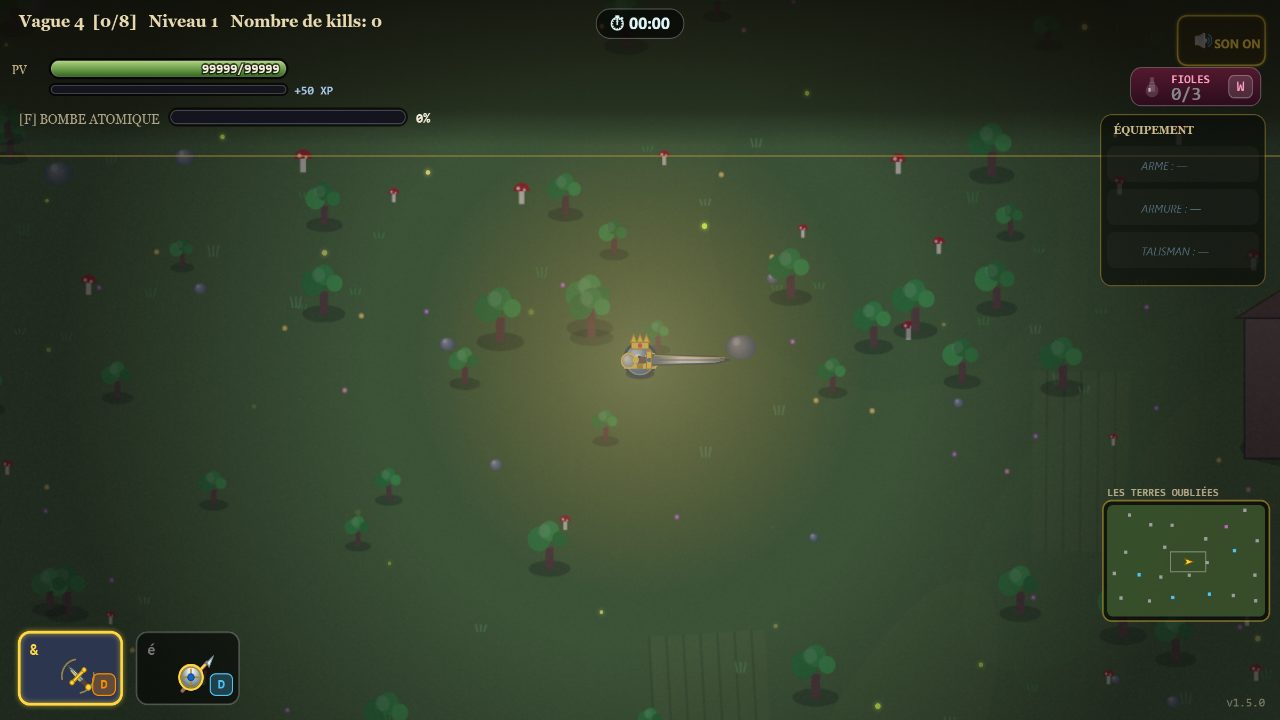 Vague 4 [0/8] Niveau 1 Nombre de kills: 0
00:00
SON ON
PV 99999/99999
+50 XP
FIOLES
0/3
W
[F] BOMBE ATOMIQUE 0%
ÉQUIPEMENT
ARME : —
ARMURE : —
TALISMAN : —
LES TERRES OUBLIÉES
&
D
é
D
v1.5.0